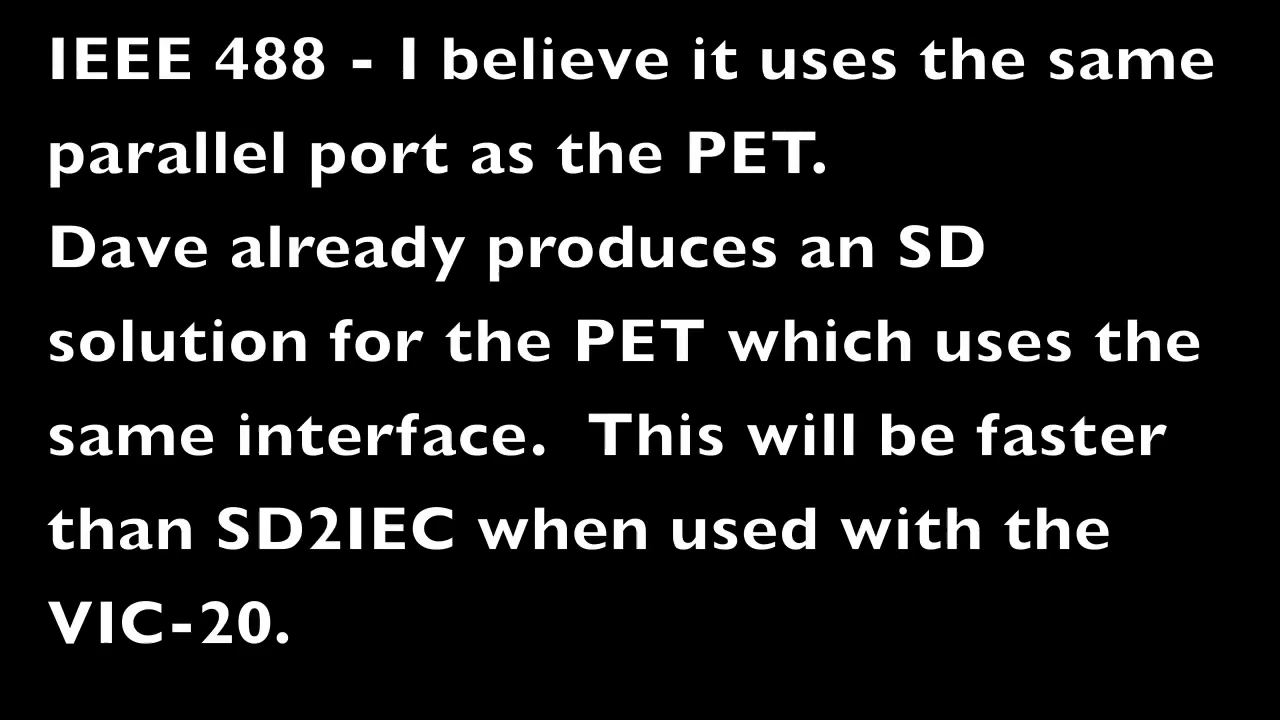 IEEE 488 - I believe it uses the same
parallel port as the PET.
Dave already produces an SD
solution for the PET which uses the
same interface.  This will be faster
than SD2IEC when used with the
VIC-20.